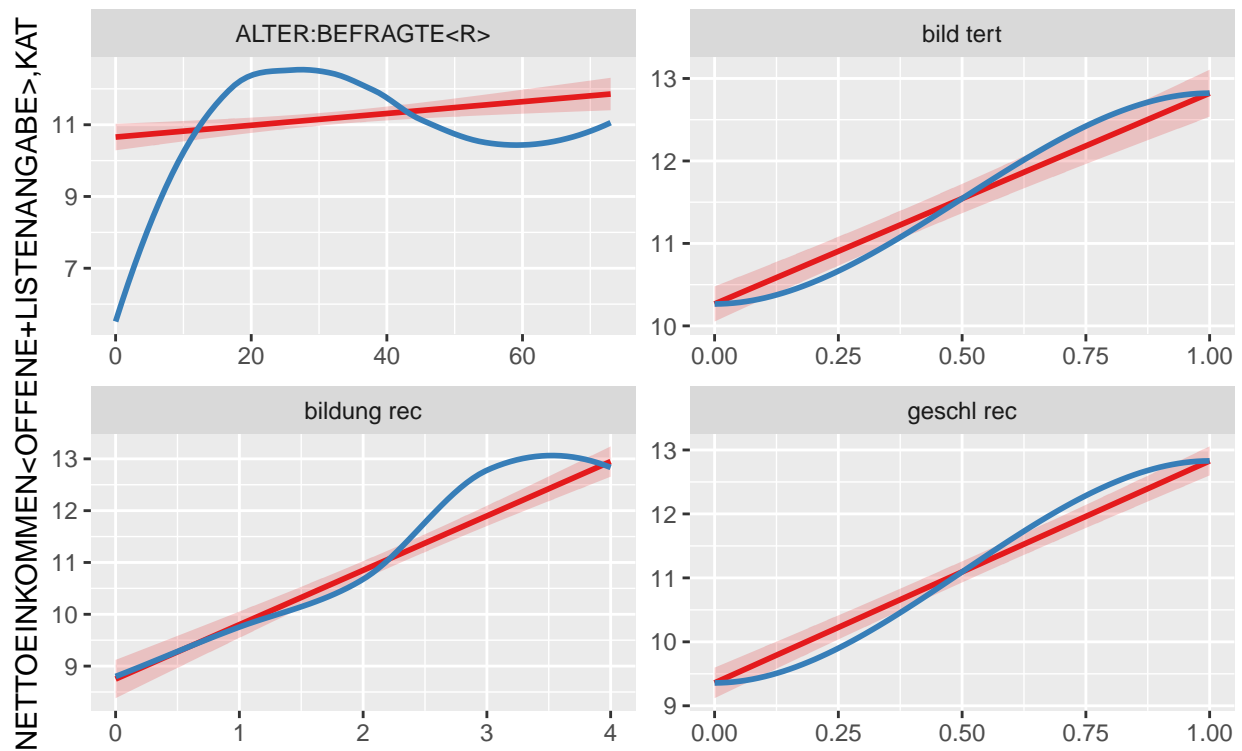 NETTOEINKOMMEN<OFFENE+LISTENANGABE>,KAT
ALTER:BEFRAGTE<R>
11
9
7
0 20 40 60
bild tert
13
12
11
10
0.00 0.25 0.50 0.75 1.00
bildung rec
13
12
11
10
9
0 1 2 3 4
geschl rec
13
12
11
10
9
0.00 0.25 0.50 0.75 1.00